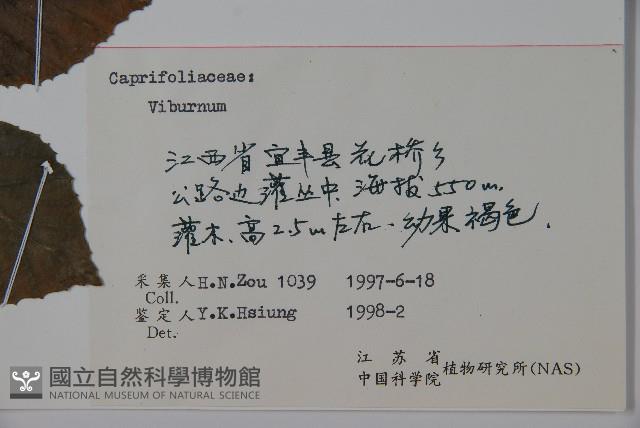 Caprifoliaceae:
Viburnum
江西省宜丰县花桥乡
公路边灌丛中、海拔550m.
灌木、高2.5m左右、幼果褐色.
采集人 H.N.Zou 1039 1997-6-18
Coll.
鉴定人 Y.K.Hsiung 1998-2
Det.
江苏省
中国科学院 植物研究所(NAS)
國立自然科學博物館
NATIONAL MUSEUM OF NATURAL SCIENCE